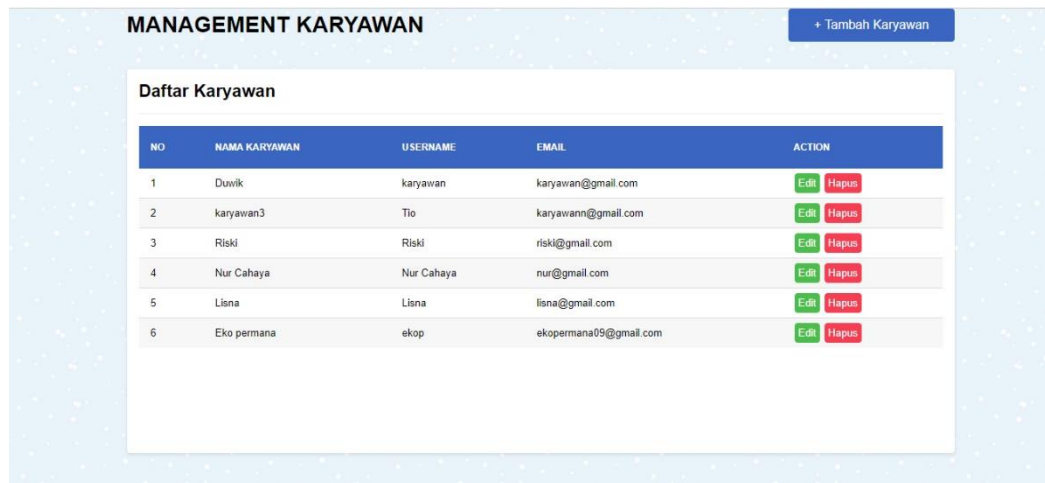 MANAGEMENT KARYAWAN
+ Tambah Karyawan
Daftar Karyawan
NO NAMA KARYAWAN USERNAME EMAIL ACTION
1 Duwik karyawan karyawan@gmail.com Edit Hapus
2 karyawan3 Tio karyawann@gmail.com Edit Hapus
3 Riski Riski riski@gmail.com Edit Hapus
4 Nur Cahaya Nur Cahaya nur@gmail.com Edit Hapus
5 Lisna Lisna lisna@gmail.com Edit Hapus
6 Eko permana ekop ekopermana09@gmail.com Edit Hapus